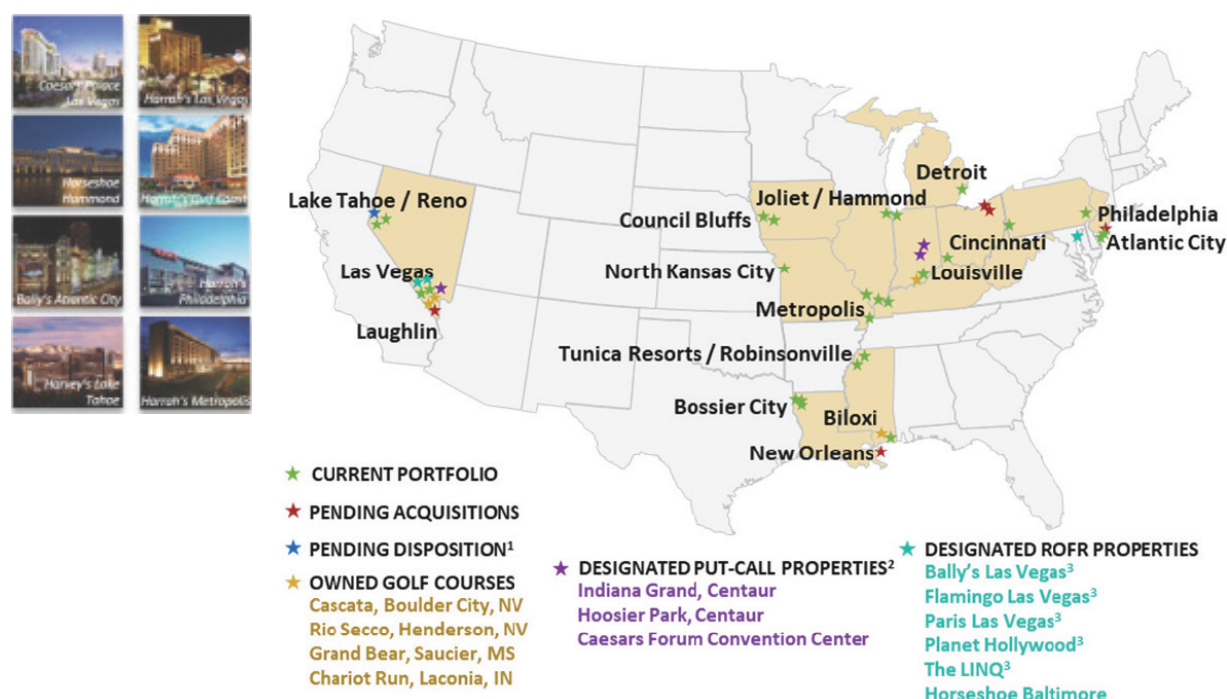 Caesars Palace
Las Vegas
Harrah's Las Vegas
Horseshoe
Hammond
Harrah's Gulf Coast
Bally's Atlantic City
Harrah's
Philadelphia
Harvey's Lake
Tahoe
Harrah's Metropolis
Lake Tahoe / Reno
Las Vegas
Laughlin
Council Bluffs
North Kansas City
Joliet / Hammond
Detroit
Cincinnati
Louisville
Metropolis
Philadelphia
Atlantic City
Tunica Resorts / Robinsonville
Bossier City
Biloxi
New Orleans
CURRENT PORTFOLIO
PENDING ACQUISITIONS
PENDING DISPOSITION¹
OWNED GOLF COURSES
Cascata, Boulder City, NV
Rio Secco, Henderson, NV
Grand Bear, Saucier, MS
Chariot Run, Laconia, IN
DESIGNATED PUT-CALL PROPERTIES²
Indiana Grand, Centaur
Hoosier Park, Centaur
Caesars Forum Convention Center
DESIGNATED ROFR PROPERTIES
Bally's Las Vegas³
Flamingo Las Vegas³
Paris Las Vegas³
Planet Hollywood³
The LINQ³
Horseshoe Baltimore